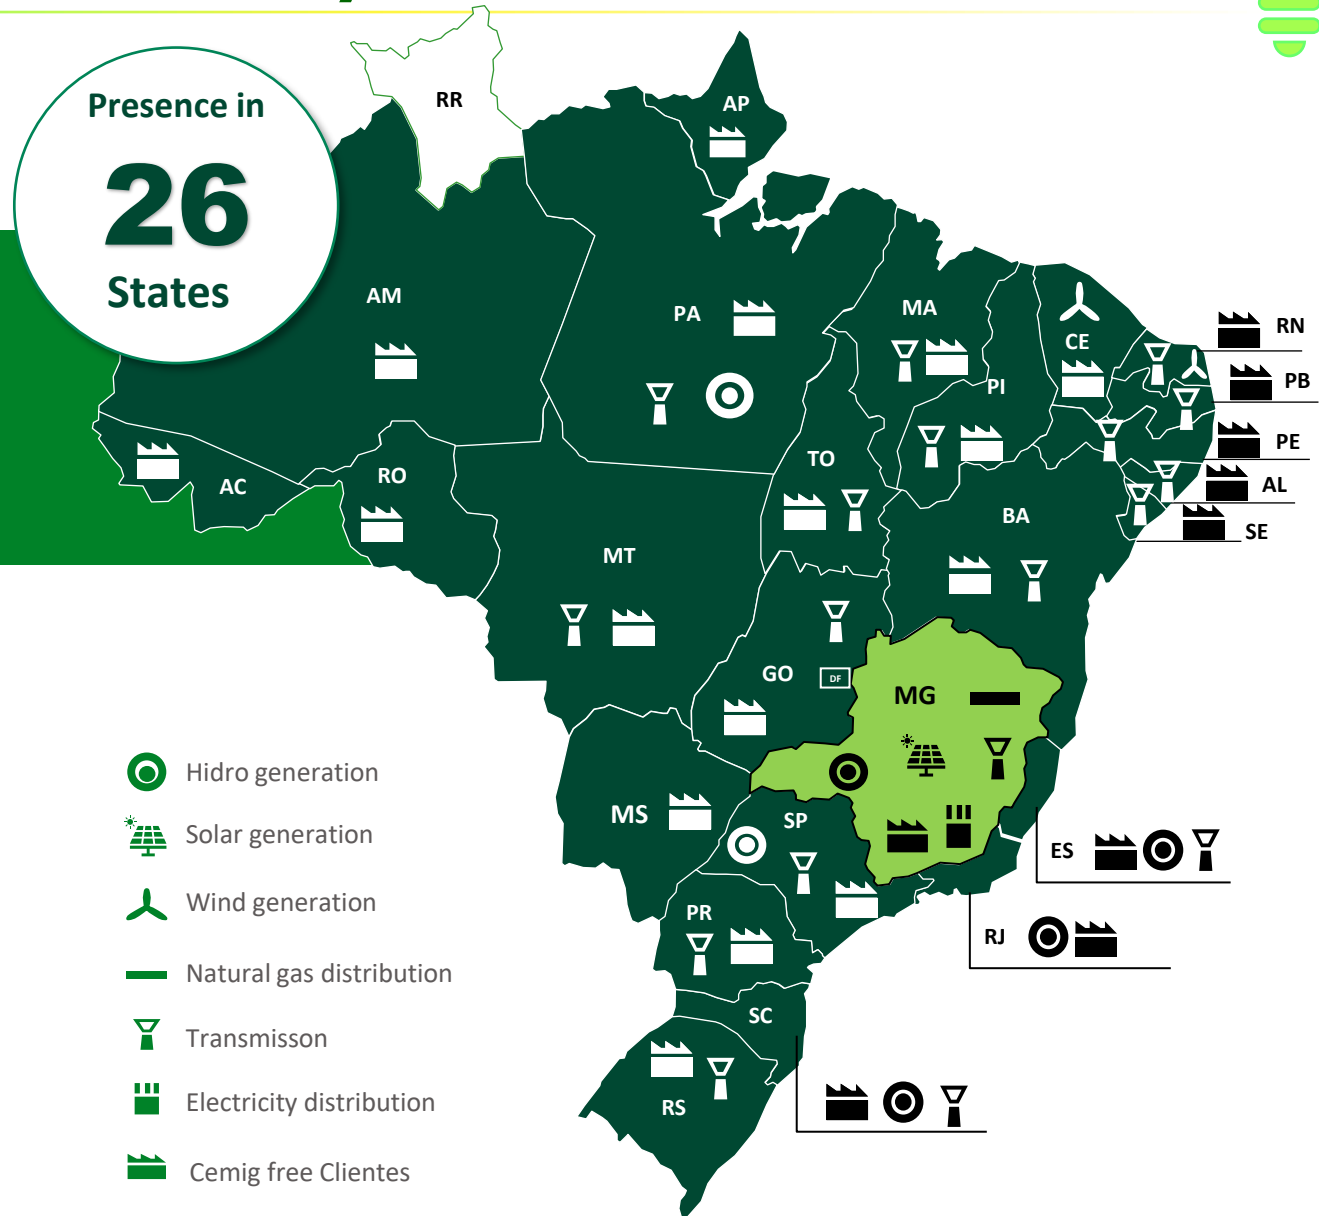 Presence in
26
States
RR
AP
AM
PA
MA
CE
RN
PI
PB
PE
TO
AL
RO
AC
BA
SE
MT
GO
DF
MG
MS
SP
ES
PR
RJ
SC
RS
Hidro generation
Solar generation
Wind generation
Natural gas distribution
Transmisson
Electricity distribution
Cemig free Clientes